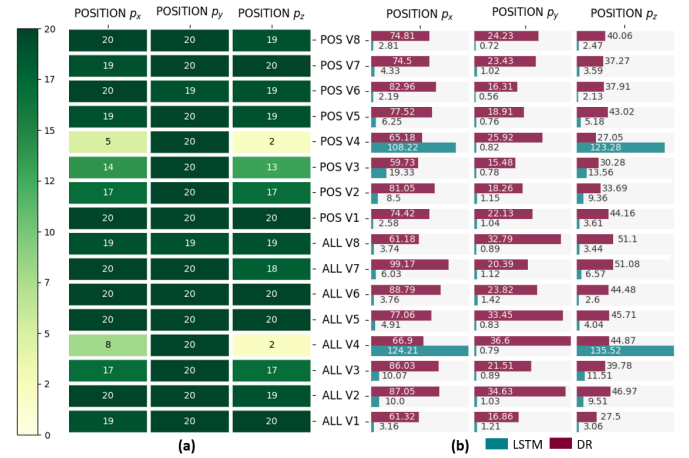 POSITION px POSITION py POSITION pz POSITION px POSITION py POSITION pz
20
17
15
12
10
7
5
2
0
20 20 19 POS V8 74.81 2.81 24.23 0.72 40.06 2.47
19 20 20 POS V7 74.5 4.33 23.43 1.02 37.27 3.59
20 19 19 POS V6 82.96 2.19 16.31 0.56 37.91 2.13
19 20 19 POS V5 77.52 6.25 18.91 0.76 43.02 5.18
5 20 2 POS V4 65.18 108.22 25.92 0.82 27.05 123.28
14 20 13 POS V3 59.73 19.33 15.48 0.78 30.28 13.56
17 20 17 POS V2 81.05 8.5 18.26 1.15 33.69 9.36
20 20 20 POS V1 74.42 2.58 22.13 1.04 44.16 3.61
19 19 19 ALL V8 61.18 3.74 32.79 0.89 51.1 3.44
20 20 18 ALL V7 99.17 6.03 20.39 1.12 51.08 6.57
20 20 20 ALL V6 88.79 3.76 23.82 1.42 44.48 2.6
20 20 20 ALL V5 77.06 4.91 33.45 0.83 45.71 4.04
8 20 2 ALL V4 66.9 124.21 36.6 0.79 44.87 135.52
17 20 17 ALL V3 86.03 10.07 21.51 0.89 39.78 11.51
20 20 19 ALL V2 87.05 10.0 34.63 1.03 46.97 9.51
19 20 20 ALL V1 61.32 3.16 16.86 1.21 27.5 3.06
(a) (b) LSTM DR